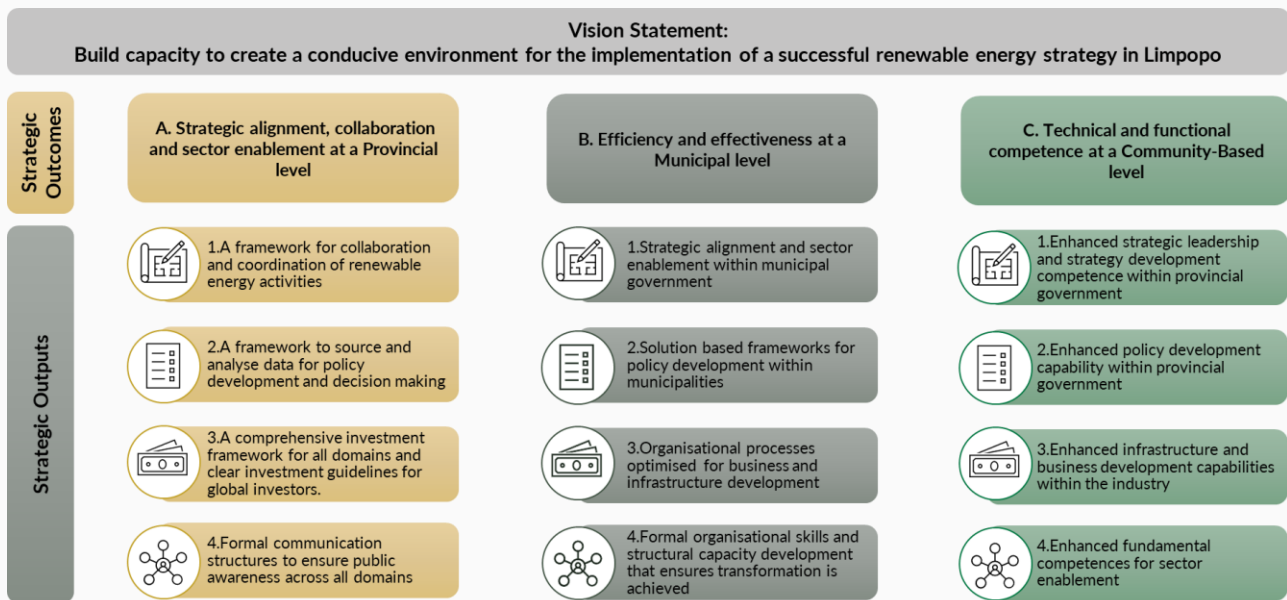 Vision Statement:
Build capacity to create a conducive environment for the implementation of a successful renewable energy strategy in Limpopo
Strategic
Outcomes
A. Strategic alignment, collaboration
and sector enablement at a Provincial
level
B. Efficiency and effectiveness at a
Municipal level
C. Technical and functional
competence at a Community-Based
level
Strategic Outputs
1.A framework for collaboration
and coordination of renewable
energy activities
1.Strategic alignment and sector
enablement within municipal
government
1.Enhanced strategic leadership
and strategy development
competence within provincial
government
2.A framework to source and
analyse data for policy
development and decision making
2.Solution based frameworks for
policy development within
municipalities
2.Enhanced policy development
capability within provincial
government
3.A comprehensive investment
framework for all domains and
clear investment guidelines for
global investors.
3.Organisational processes
optimised for business and
infrastructure development
3.Enhanced infrastructure and
business development capabilities
within the industry
4.Formal communication
structures to ensure public
awareness across all domains
4.Formal organisational skills and
structural capacity development
that ensures transformation is
achieved
4.Enhanced fundamental
competences for sector
enablement